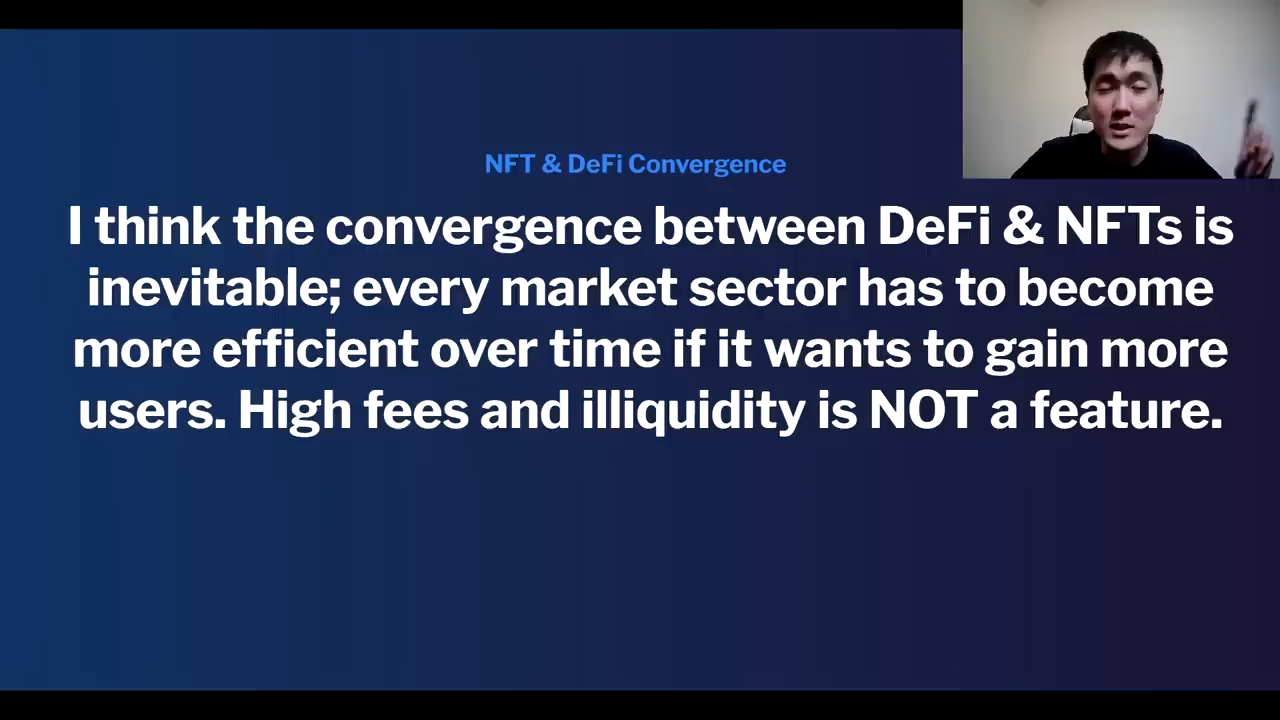 NFT & DeFi Convergence
I think the convergence between DeFi & NFTs is
inevitable; every market sector has to become
more efficient over time if it wants to gain more
users. High fees and illiquidity is NOT a feature.